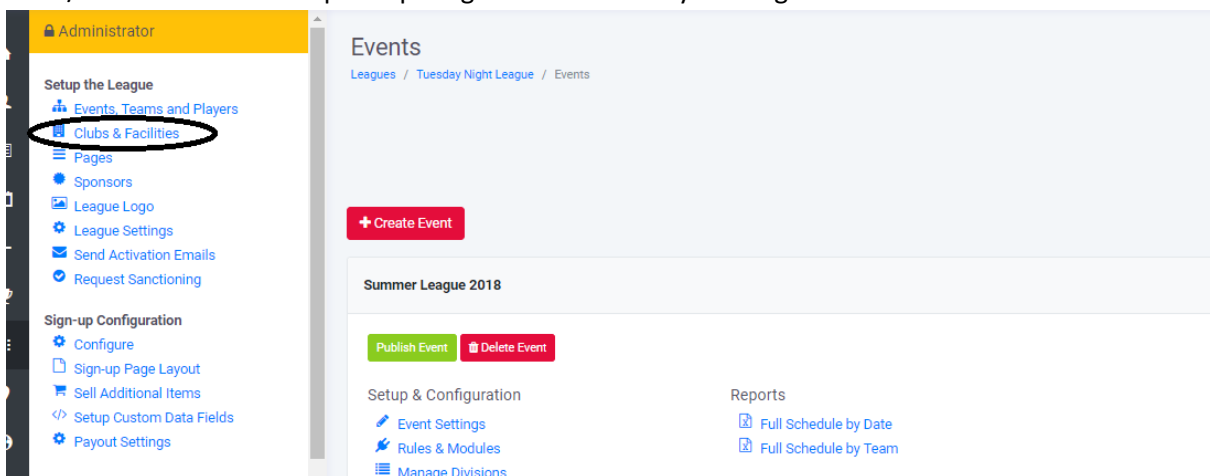 Administrator
Setup the League
Events, Teams and Players
Clubs & Facilities
Pages
Sponsors
League Logo
League Settings
Send Activation Emails
Request Sanctioning
Sign-up Configuration
Configure
Sign-up Page Layout
Sell Additional Items
Setup Custom Data Fields
Payout Settings
Events
Leagues / Tuesday Night League / Events
Create Event
Summer League 2018
Publish Event Delete Event
Setup & Configuration
Event Settings
Rules & Modules
Manage Divisions
Reports
Full Schedule by Date
Full Schedule by Team